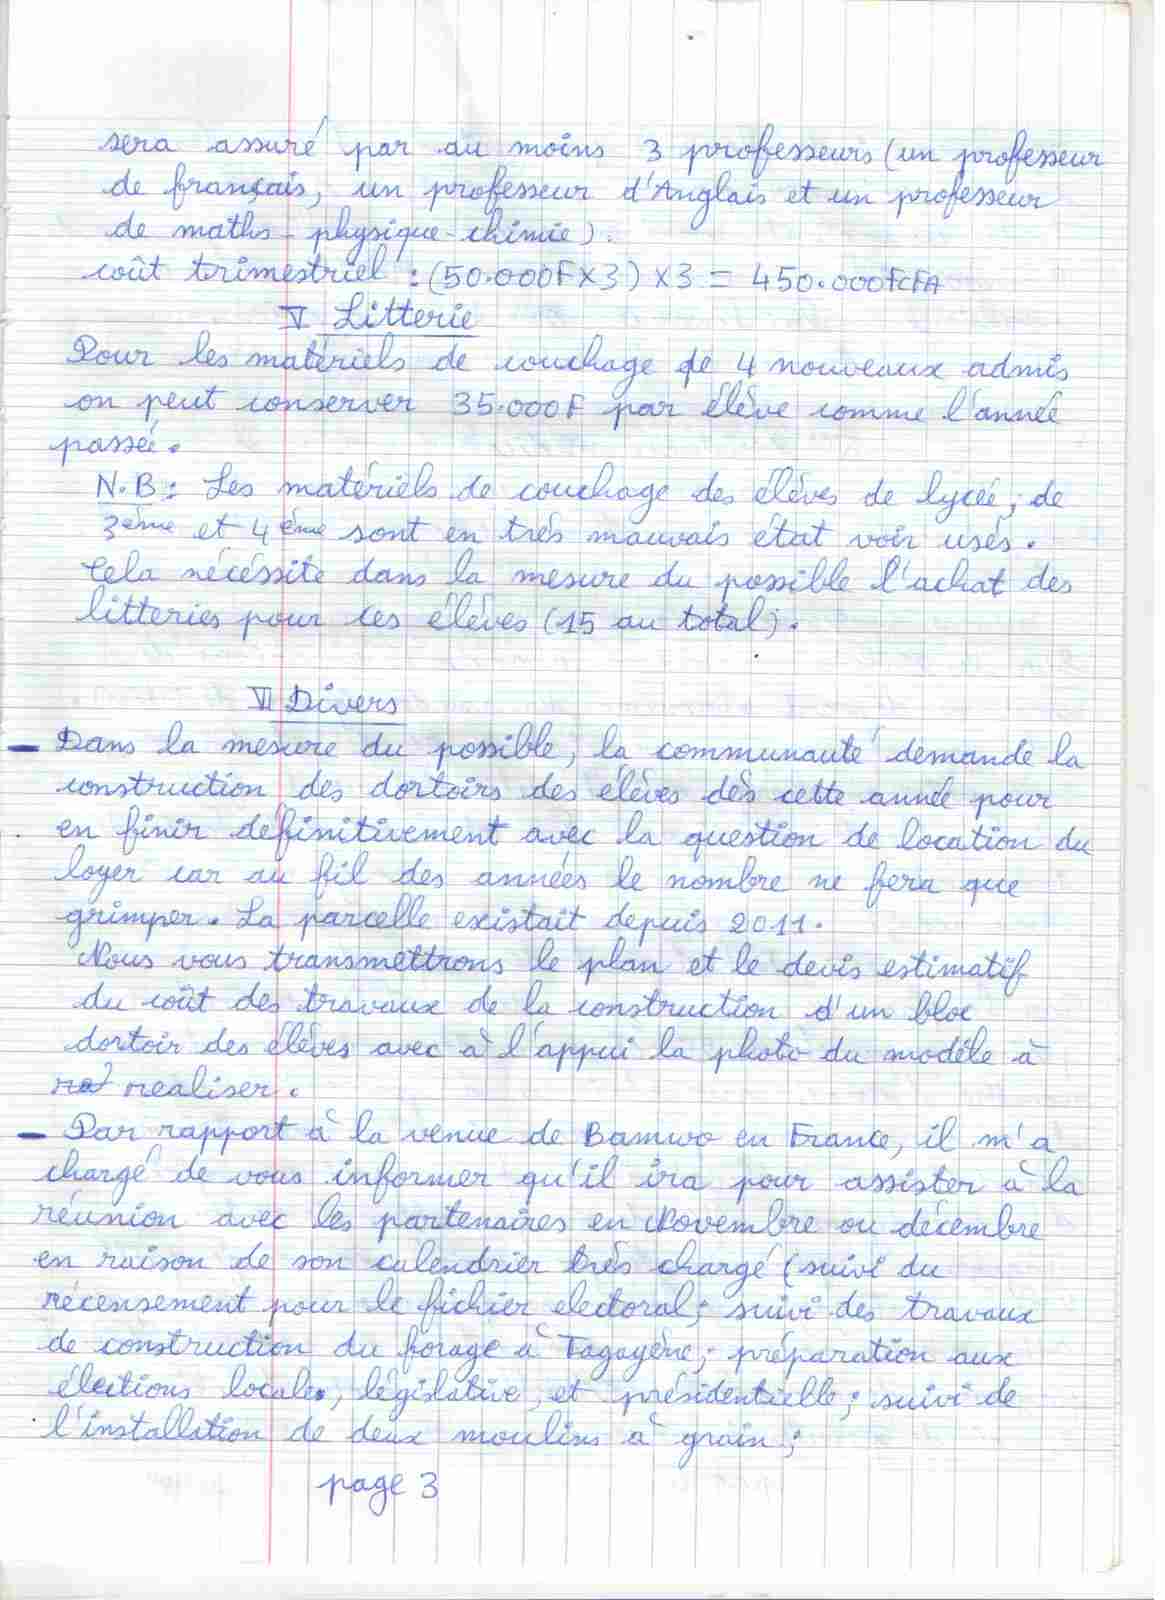 sera assuré par au moins 3 professeurs (un professeur
de français, un professeur d'Anglais et un professeur
de maths-physique-chimie).
coût trimestriel : (50.000F x 3) x 3 = 450.000FCFA
V Litterie
Pour les matériels de couchage de 4 nouveaux admis
on peut conserver 35.000F par élève comme l'année
passée.
N.B: Les matériels de couchage des élèves de lycée, de
3ème et 4ème sont en très mauvais état voir usés.
Cela nécéssite dans la mesure du possible l'achat des
litteries pour ces élèves (15 au total).
VI Divers
- Dans la mesure du possible, la communauté demande la
construction des dortoirs des élèves dès cette année pour
en finir definitivement avec la question de location du
loyer car au fil des années le nombre ne fera que
grimper. La parcelle existait depuis 2011.
Nous vous transmettrons le plan et le devis estimatif
du coût des travaux de la construction d'un bloc
dortoir des élèves avec à l'appui la photo du modèle à
realiser.
- Par rapport à la venue de Bamwo en France, il m'a
chargé de vous informer qu'il ira pour assister à la
réunion avec les partenaires en Novembre ou décembre
en raison de son calendrier très chargé (suivi du
récensement pour le fichier electoral; suivi des travaux
de construction du forage à Tagayène; préparation aux
élections locales, législative, et présidentielle; suivi de
l'installation de deux moulins à grain;
page 3